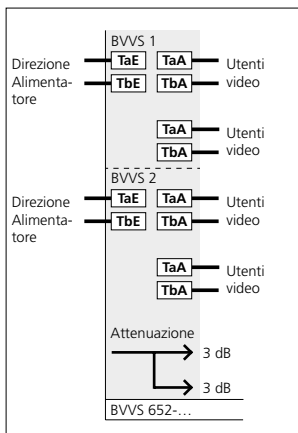 BVVS 1
Direzione TaE TaA Utenti
Alimenta- TbE TbA video
tore
TaA Utenti
TbA video
BVVS 2
Direzione TaE TaA Utenti
Alimenta- TbE TbA video
tore
TaA Utenti
TbA video
Attenuazione
3 dB
3 dB
BVVS 652-...